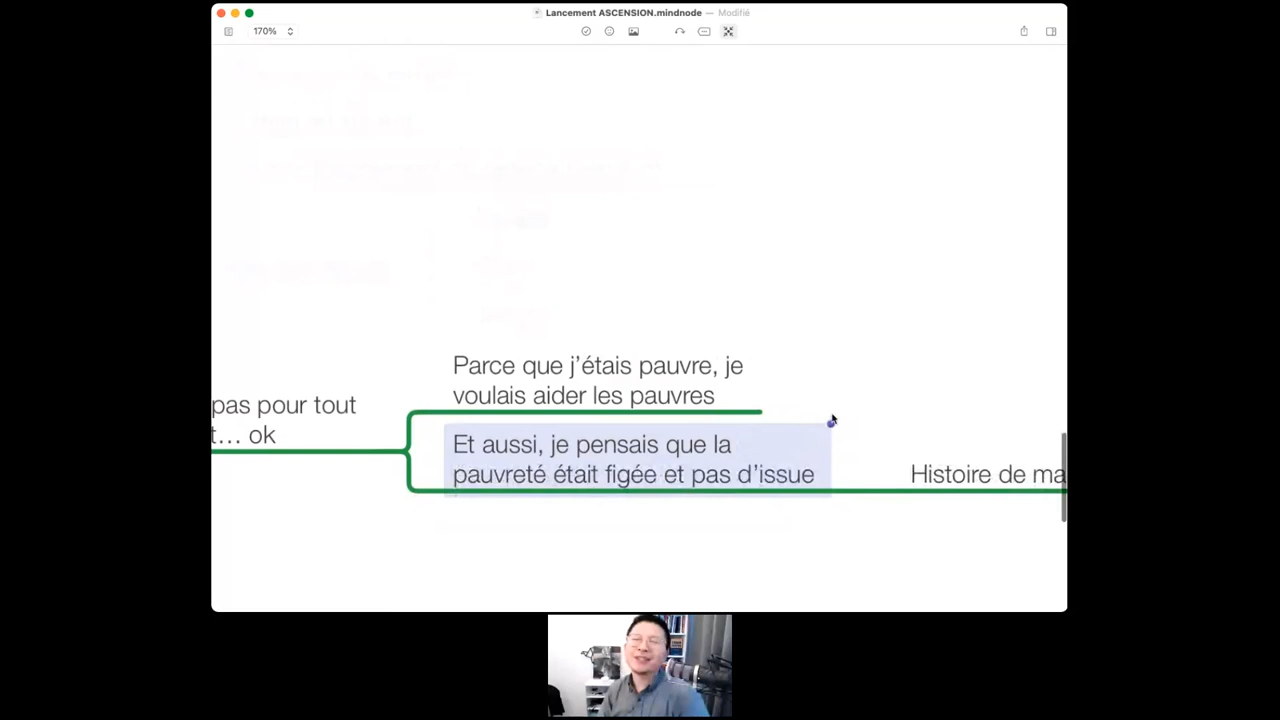 Lancement ASCENSION.mindnode — Modifié
170%
Parce que j'étais pauvre, je
voulais aider les pauvres
pas pour tout
t... ok
Et aussi, je pensais que la
pauvreté était figée et pas d'issue
Histoire de ma